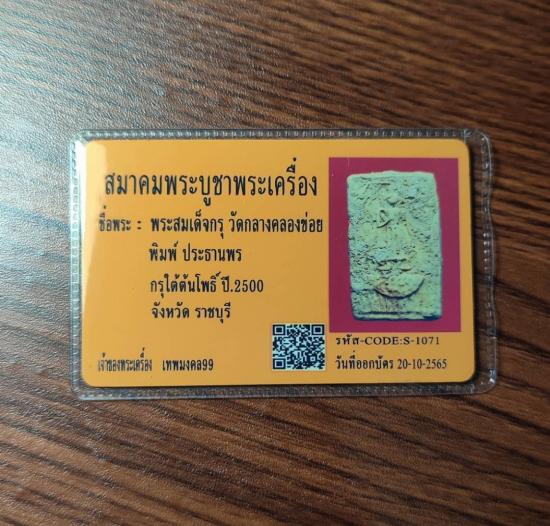 สมาคมพระบูชาพระเครื่อง
ชื่อพระ : พระสมเด็จกรุ วัดกลางคลองข่อย
พิมพ์ ประธานพร
กรุใต้ต้นโพธิ์ ปี.2500
จังหวัด ราชบุรี
รหัส-CODE:S-1071
เจ้าของพระเครื่อง เทพมงคล99
วันที่ออกบัตร 20-10-2565